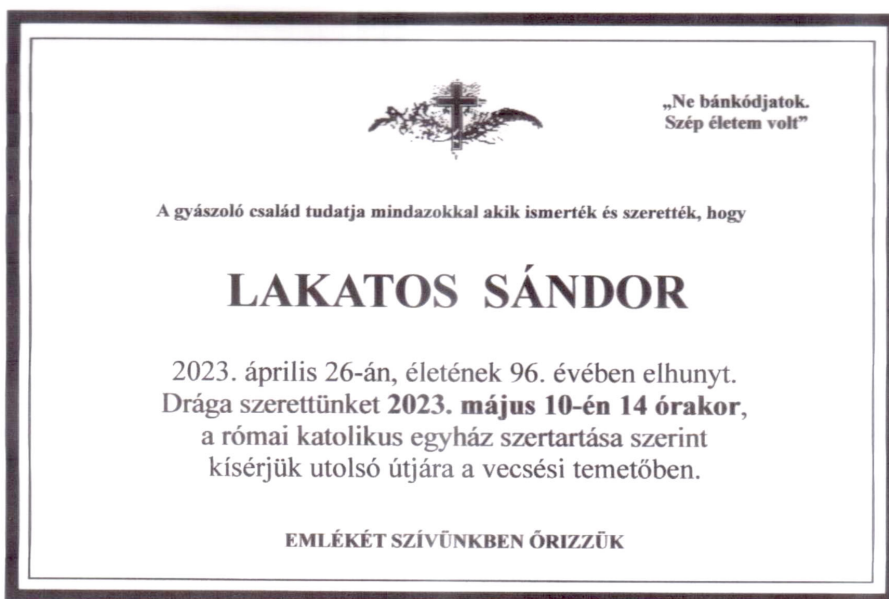 „Ne bánkódjatok.
Szép életem volt”
A gyászoló család tudatja mindazokkal akik ismerték és szerették, hogy
LAKATOS SÁNDOR
2023. április 26-án, életének 96. évében elhunyt.
Drága szerettünket 2023. május 10-én 14 órakor,
a római katolikus egyház szertartása szerint
kísérjük utolsó útjára a vecsési temetőben.
EMLÉKÉT SZÍVÜNKBEN ŐRIZZÜK